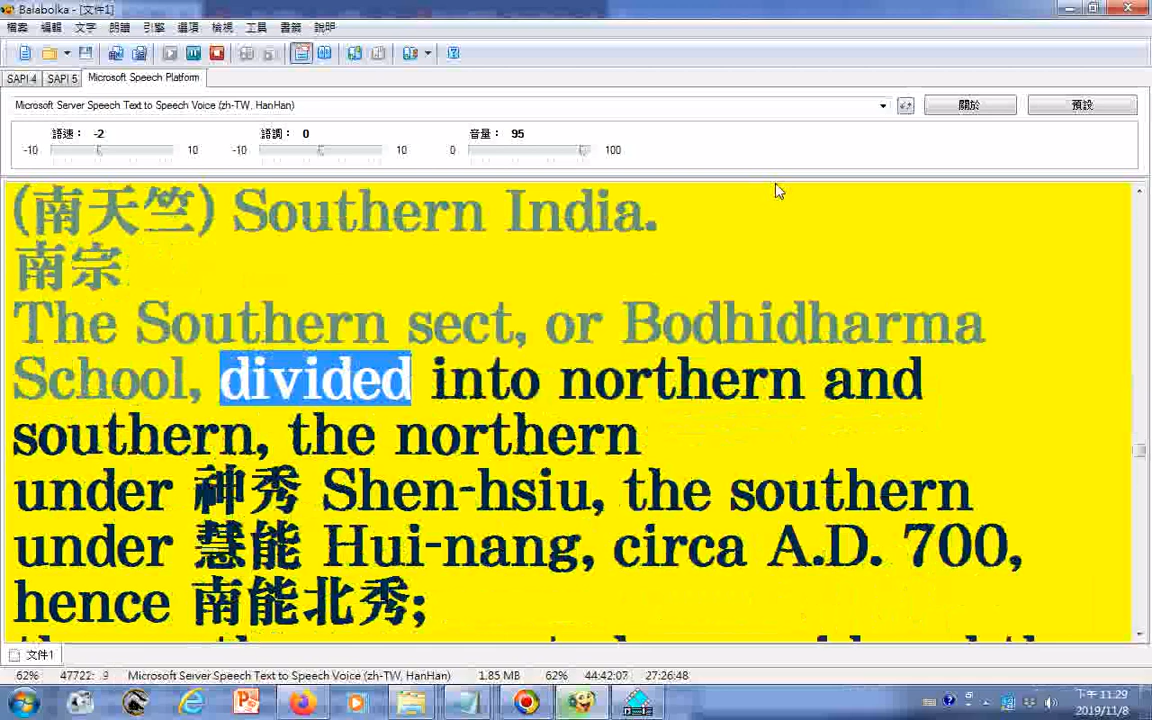 Balabolka - [文件1]
檔案 編輯 文字 朗讀 引擎 選項 檢視 工具 書籤 說明
SAPI 4 SAPI 5 Microsoft Speech Platform
Microsoft Server Speech Text to Speech Voice (zh-TW, HanHan) 關於 預設
語速： -2 語調： 0 音量： 95
-10 10 -10 10 0 100
(南天竺) Southern India.
南宗
The Southern sect, or Bodhidharma
School, divided into northern and
southern, the northern
under 神秀 Shen-hsiu, the southern
under 慧能 Hui-nang, circa A.D. 700,
hence 南能北秀;
文件1
62% 47722: .9 Microsoft Server Speech Text to Speech Voice (zh-TW, HanHan) 1.85 MB 62% 44:42:07 27:26:48
下午 11:29
2019/11/8